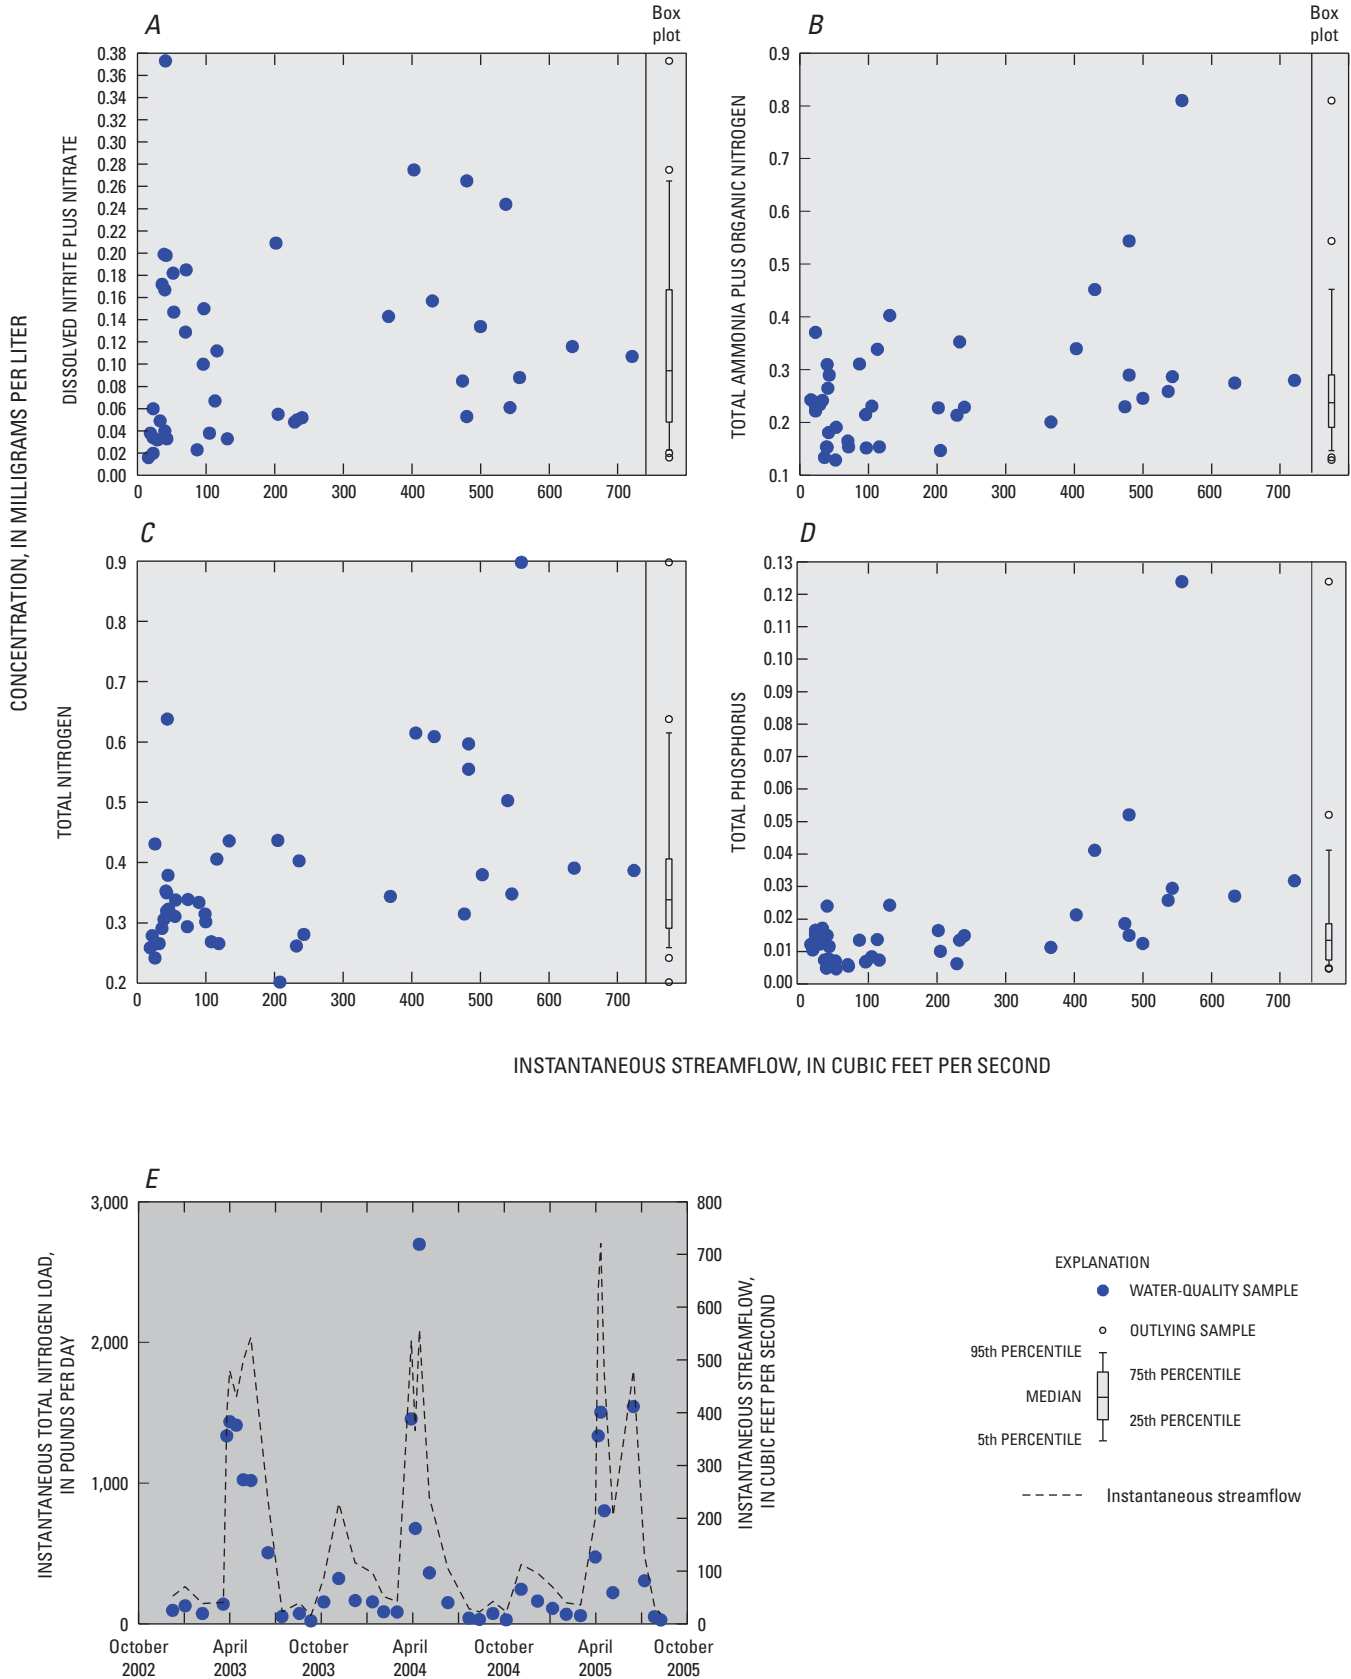 A
Box
plot
B
Box
plot
CONCENTRATION, IN MILLIGRAMS PER LITER
DISSOLVED NITRITE PLUS NITRATE
0.38
0.36
0.34
0.32
0.30
0.28
0.26
0.24
0.22
0.20
0.18
0.16
0.14
0.12
0.10
0.08
0.06
0.04
0.02
0.00
0 100 200 300 400 500 600 700
TOTAL AMMONIA PLUS ORGANIC NITROGEN
0.9
0.8
0.7
0.6
0.5
0.4
0.3
0.2
0.1
0 100 200 300 400 500 600 700
C
TOTAL NITROGEN
0.9
0.8
0.7
0.6
0.5
0.4
0.3
0.2
0 100 200 300 400 500 600 700
D
TOTAL PHOSPHORUS
0.13
0.12
0.11
0.10
0.09
0.08
0.07
0.06
0.05
0.04
0.03
0.02
0.01
0.00
0 100 200 300 400 500 600 700
INSTANTANEOUS STREAMFLOW, IN CUBIC FEET PER SECOND
E
INSTANTANEOUS TOTAL NITROGEN LOAD,
IN POUNDS PER DAY
3,000
2,000
1,000
0
800
700
600
500
400
300
200
100
0
INSTANTANEOUS STREAMFLOW,
IN CUBIC FEET PER SECOND
October April October April October April October
2002 2003 2003 2004 2004 2005 2005
EXPLANATION
WATER-QUALITY SAMPLE
OUTLYING SAMPLE
95th PERCENTILE
75th PERCENTILE
MEDIAN
25th PERCENTILE
5th PERCENTILE
Instantaneous streamflow